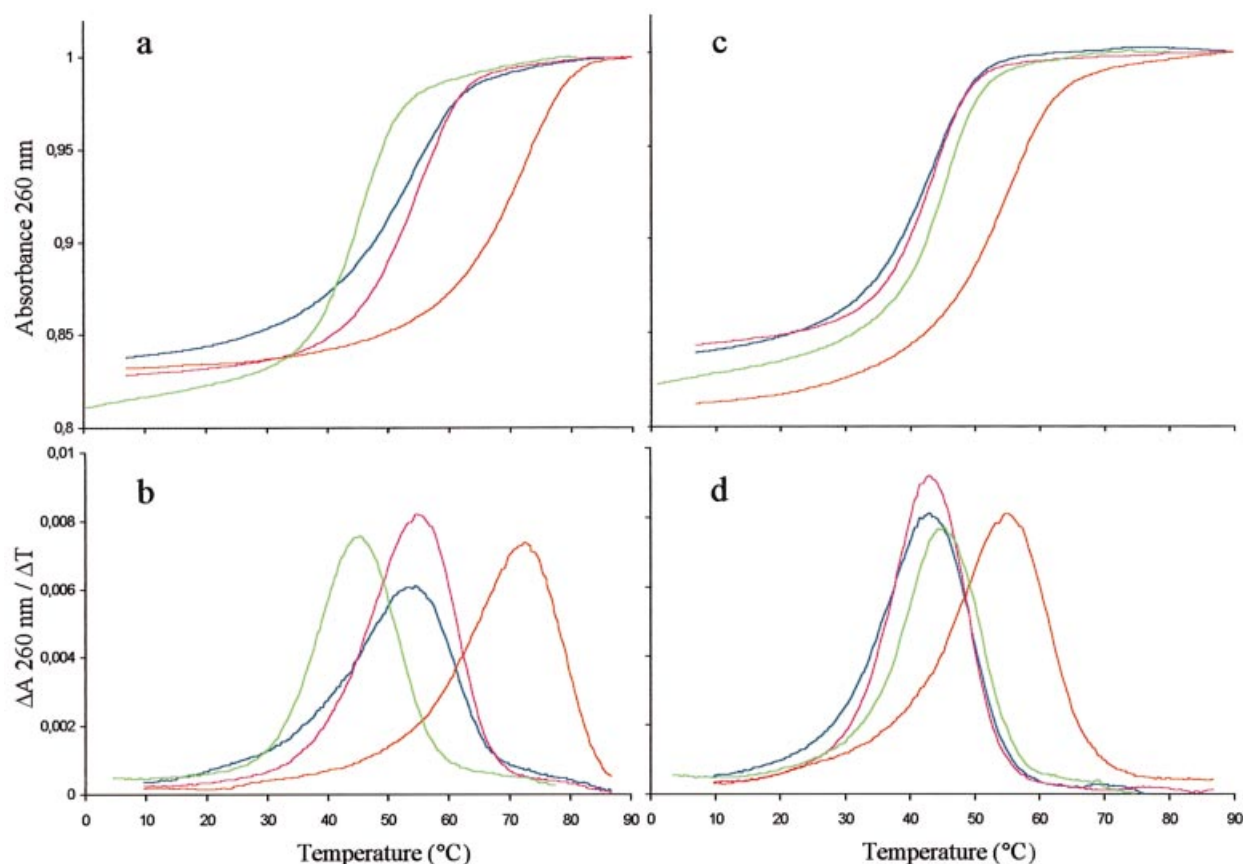 a
c
Absorbance 260 nm
1
0,95
0,9
0,85
0,8
b
d
ΔA 260 nm / ΔT
0,01
0,008
0,006
0,004
0,002
0
0 10 20 30 40 50 60 70 80 90
0 10 20 30 40 50 60 70 80 90
Temperature (°C)
Temperature (°C)